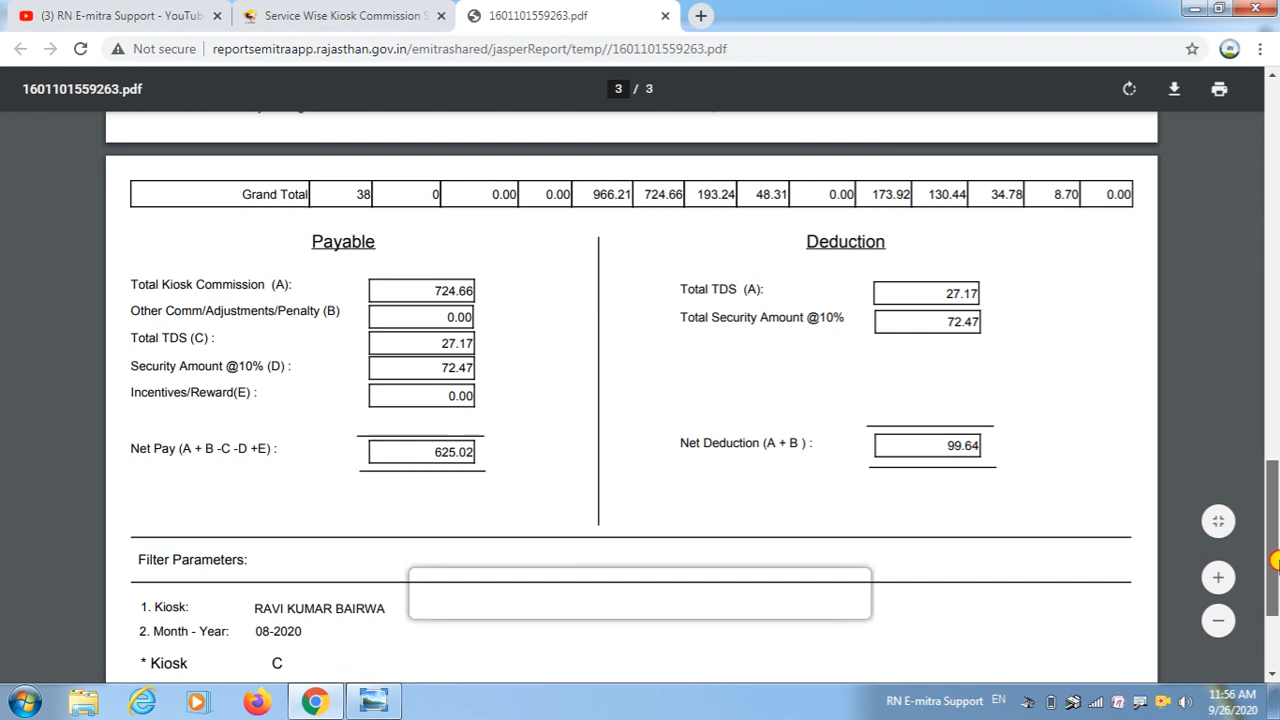 (3) RN E-mitra Support - YouTub
Service Wise Kiosk Commission S
1601101559263.pdf
Not secure
reportsemitraapp.rajasthan.gov.in/emitrashared/jasperReport/temp//1601101559263.pdf
1601101559263.pdf
3 / 3
Grand Total 38 0 0.00 0.00 966.21 724.66 193.24 48.31 0.00 173.92 130.44 34.78 8.70 0.00
Payable
Deduction
Total Kiosk Commission (A): 724.66
Other Comm/Adjustments/Penalty (B) 0.00
Total TDS (C) : 27.17
Security Amount @10% (D) : 72.47
Incentives/Reward(E) : 0.00
Net Pay (A + B -C -D +E) : 625.02
Total TDS (A): 27.17
Total Security Amount @10% 72.47
Net Deduction (A + B ) : 99.64
Filter Parameters:
1. Kiosk: RAVI KUMAR BAIRWA
2. Month - Year: 08-2020
* Kiosk C
RN E-mitra Support EN
11:56 AM
9/26/2020